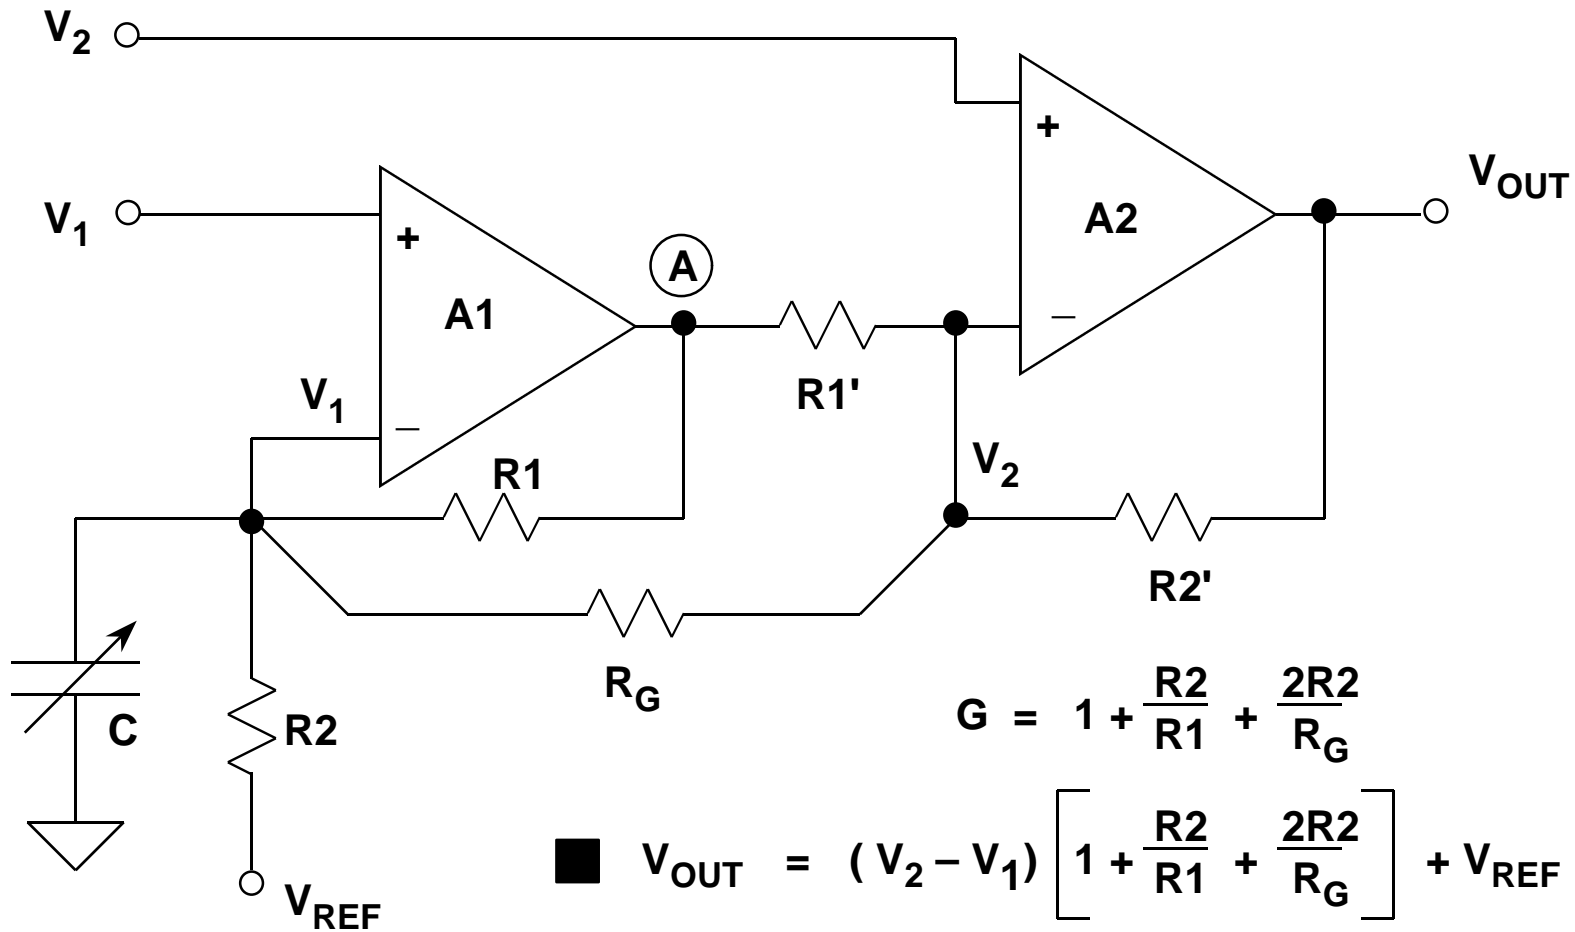 V2
V1
+
A1
–
V1
A
R1
R1'
+
A2
–
VOUT
V2
R2'
RG
C
R2
VREF
G = 1 + R2/R1 + 2R2/RG
VOUT = ( V2 – V1) [ 1 + R2/R1 + 2R2/RG ] + VREF